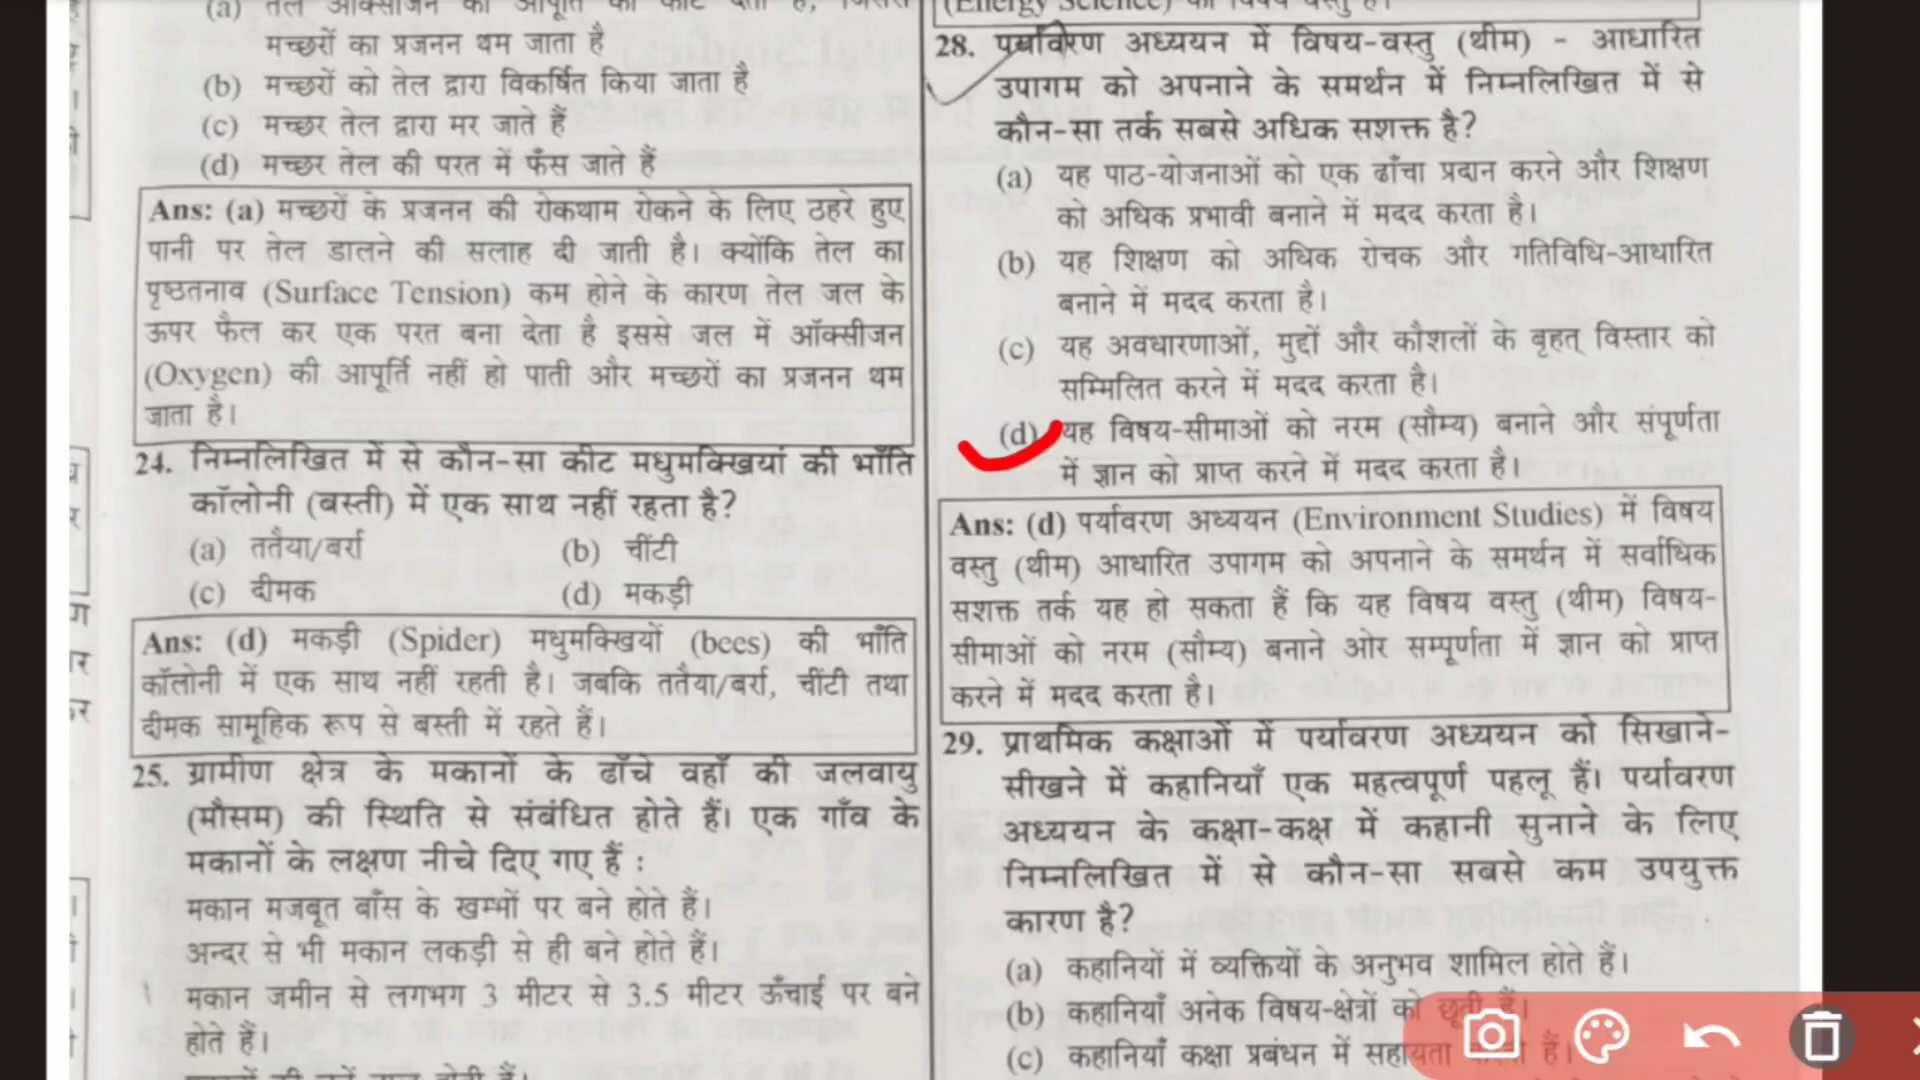 मच्छरों का प्रजनन थम जाता है
(b) मच्छरों को तेल द्वारा विकर्षित किया जाता है
(c) मच्छर तेल द्वारा मर जाते हैं
(d) मच्छर तेल की परत में फँस जाते हैं
Ans: (a) मच्छरों के प्रजनन की रोकथाम रोकने के लिए ठहरे हुए
पानी पर तेल डालने की सलाह दी जाती है। क्योंकि तेल का
पृष्ठतनाव (Surface Tension) कम होने के कारण तेल जल के
ऊपर फैल कर एक परत बना देता है इससे जल में ऑक्सीजन
(Oxygen) की आपूर्ति नहीं हो पाती और मच्छरों का प्रजनन थम
जाता है।
24. निम्नलिखित में से कौन-सा कीट मधुमक्खियां की भाँति
कॉलोनी (बस्ती) में एक साथ नहीं रहता है?
(a) ततैया/बर्रा (b) चींटी
(c) दीमक (d) मकड़ी
Ans: (d) मकड़ी (Spider) मधुमक्खियों (bees) की भाँति
कॉलोनी में एक साथ नहीं रहती है। जबकि ततैया/बर्रा, चींटी तथा
दीमक सामूहिक रूप से बस्ती में रहते हैं।
25. ग्रामीण क्षेत्र के मकानों के ढाँचे वहाँ की जलवायु
(मौसम) की स्थिति से संबंधित होते हैं। एक गाँव के
मकानों के लक्षण नीचे दिए गए हैं :
मकान मजबूत बाँस के खम्भों पर बने होते हैं।
अन्दर से भी मकान लकड़ी से ही बने होते हैं।
मकान जमीन से लगभग 3 मीटर से 3.5 मीटर ऊँचाई पर बने
होते हैं।
28. पर्यावरण अध्ययन में विषय-वस्तु (थीम) - आधारित
उपागम को अपनाने के समर्थन में निम्नलिखित में से
कौन-सा तर्क सबसे अधिक सशक्त है?
(a) यह पाठ-योजनाओं को एक ढाँचा प्रदान करने और शिक्षण
को अधिक प्रभावी बनाने में मदद करता है।
(b) यह शिक्षण को अधिक रोचक और गतिविधि-आधारित
बनाने में मदद करता है।
(c) यह अवधारणाओं, मुद्दों और कौशलों के बृहत् विस्तार को
सम्मिलित करने में मदद करता है।
(d) यह विषय-सीमाओं को नरम (सौम्य) बनाने और संपूर्णता
में ज्ञान को प्राप्त करने में मदद करता है।
Ans: (d) पर्यावरण अध्ययन (Environment Studies) में विषय
वस्तु (थीम) आधारित उपागम को अपनाने के समर्थन में सर्वाधिक
सशक्त तर्क यह हो सकता हैं कि यह विषय वस्तु (थीम) विषय-
सीमाओं को नरम (सौम्य) बनाने ओर सम्पूर्णता में ज्ञान को प्राप्त
करने में मदद करता है।
29. प्राथमिक कक्षाओं में पर्यावरण अध्ययन को सिखाने-
सीखने में कहानियाँ एक महत्वपूर्ण पहलू हैं। पर्यावरण
अध्ययन के कक्षा-कक्ष में कहानी सुनाने के लिए
निम्नलिखित में से कौन-सा सबसे कम उपयुक्त
कारण है?
(a) कहानियों में व्यक्तियों के अनुभव शामिल होते हैं।
(b) कहानियाँ अनेक विषय-क्षेत्रों को छूती हैं।
(c) कहानियाँ कक्षा प्रबंधन में सहायता करती हैं।